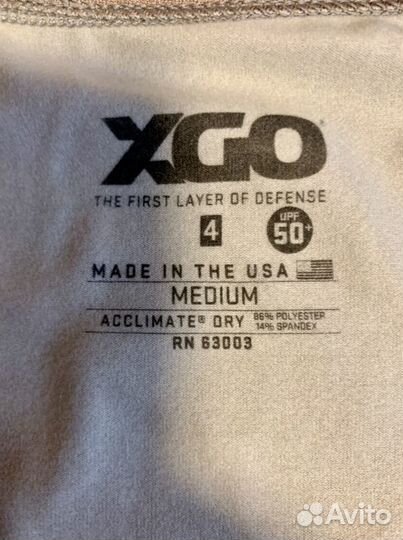 XGO
THE FIRST LAYER OF DEFENSE
4 UPF 50+
MADE IN THE USA
MEDIUM
ACCLIMATE® DRY 86% POLYESTER
14% SPANDEX
RN 63003
Avito